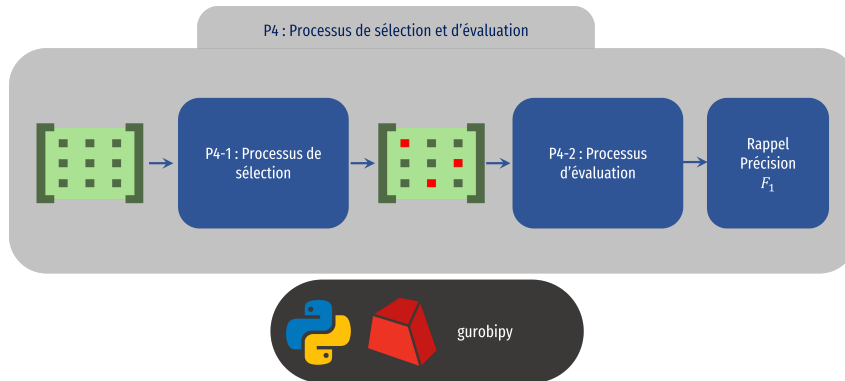 P4 : Processus de sélection et d'évaluation
P4-1 : Processus de
sélection
P4-2 : Processus
d'évaluation
Rappel
Précision
F₁
gurobipy